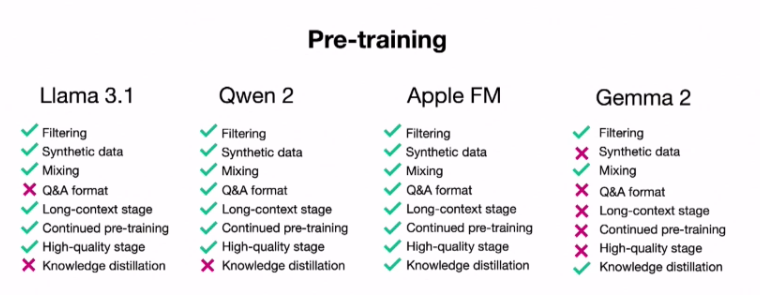 Pre-training
Llama 3.1
Filtering
Synthetic data
Mixing
Q&A format
Long-context stage
Continued pre-training
High-quality stage
Knowledge distillation
Qwen 2
Filtering
Synthetic data
Mixing
Q&A format
Long-context stage
Continued pre-training
High-quality stage
Knowledge distillation
Apple FM
Filtering
Synthetic data
Mixing
Q&A format
Long-context stage
Continued pre-training
High-quality stage
Knowledge distillation
Gemma 2
Filtering
Synthetic data
Mixing
Q&A format
Long-context stage
Continued pre-training
High-quality stage
Knowledge distillation